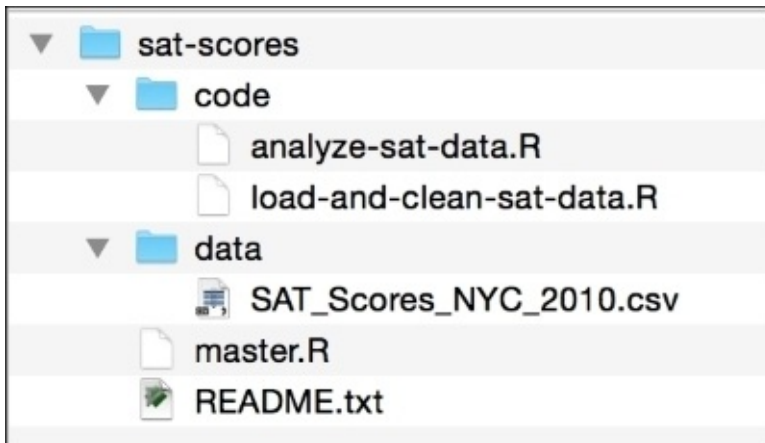 sat-scores
code
analyze-sat-data.R
load-and-clean-sat-data.R
data
SAT_Scores_NYC_2010.csv
master.R
README.txt